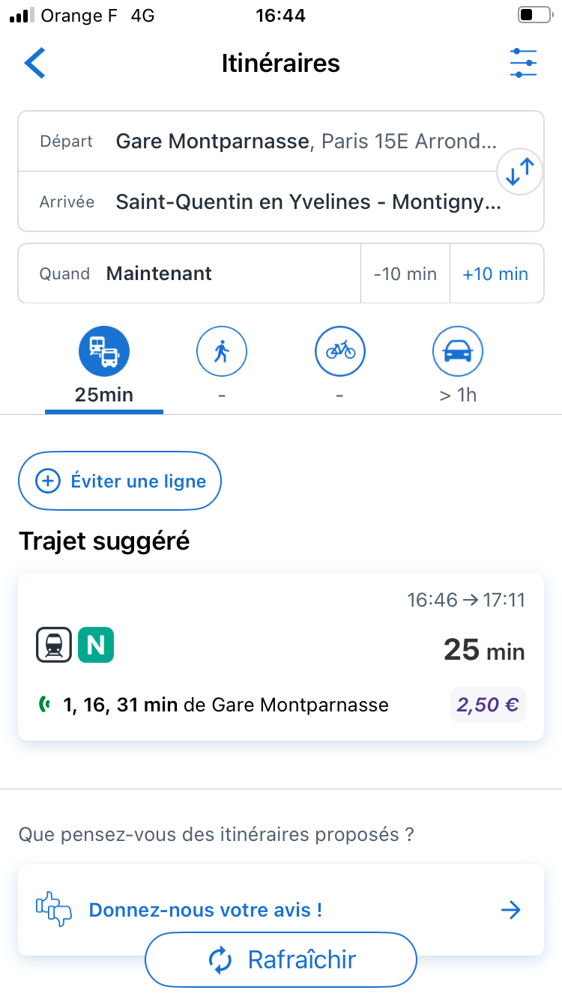 Orange F 4G 16:44
Itinéraires
Départ Gare Montparnasse, Paris 15E Arrond...
Arrivée Saint-Quentin en Yvelines - Montigny...
Quand Maintenant -10 min +10 min
25min - - > 1h
Éviter une ligne
Trajet suggéré
16:46 → 17:11
N 25 min
1, 16, 31 min de Gare Montparnasse 2,50 €
Que pensez-vous des itinéraires proposés ?
Donnez-nous votre avis !
Rafraîchir